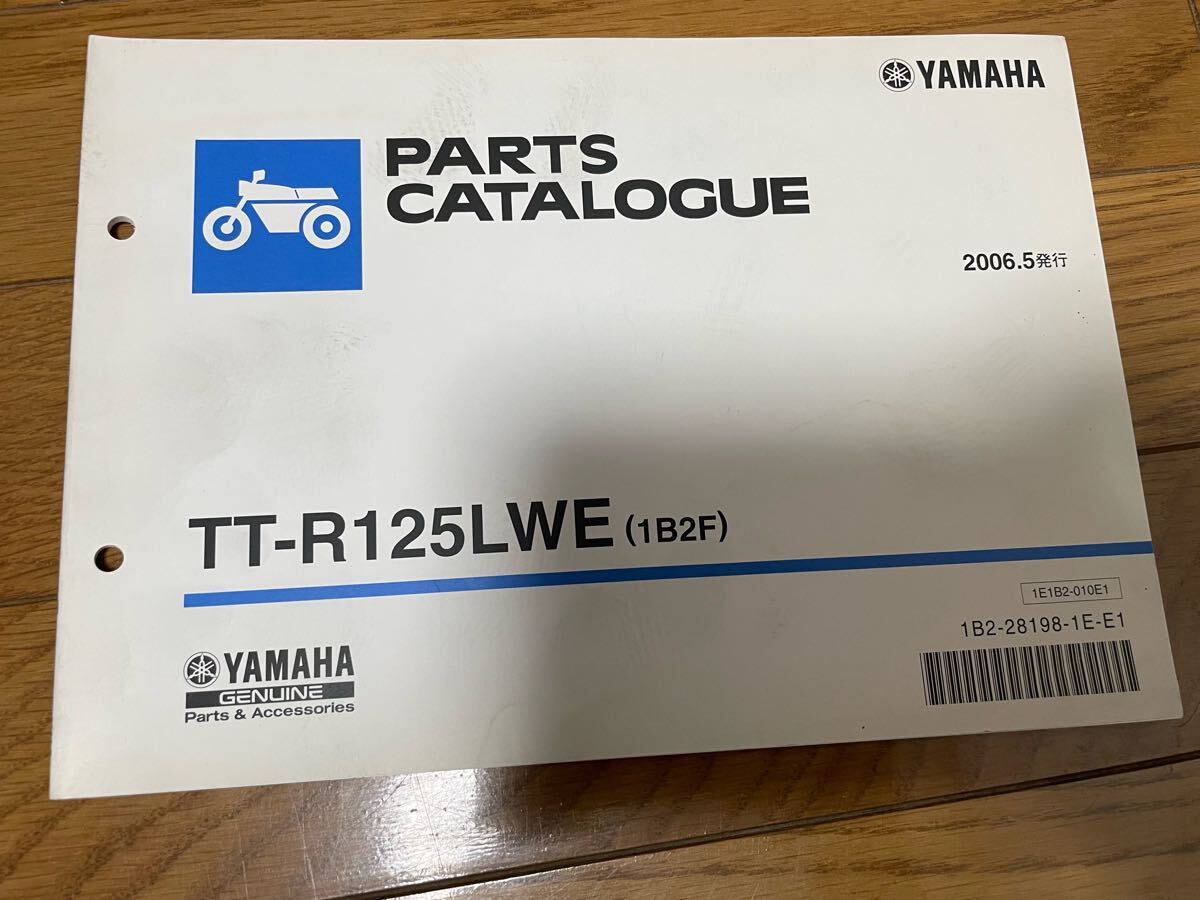 YAMAHA
PARTS
CATALOGUE
2006.5発行
TT-R125LWE (1B2F)
1E1B2-010E1
1B2-28198-1E-E1
YAMAHA
GENUINE
Parts & Accessories